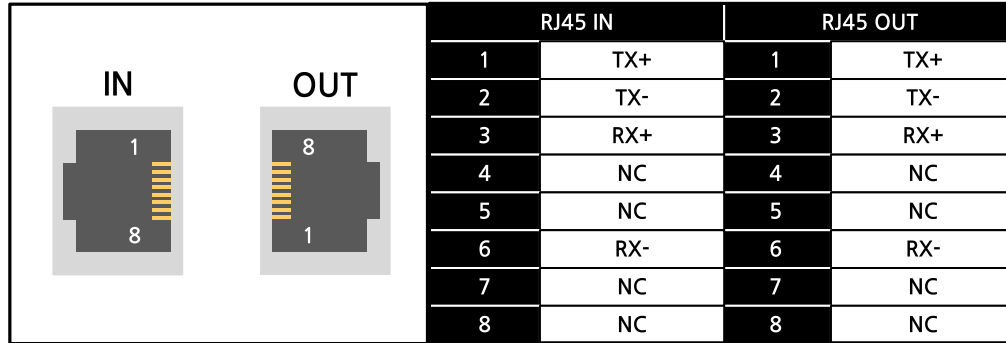 IN OUT
1 8
8 1
RJ45 IN RJ45 OUT
1 TX+ 1 TX+
2 TX- 2 TX-
3 RX+ 3 RX+
4 NC 4 NC
5 NC 5 NC
6 RX- 6 RX-
7 NC 7 NC
8 NC 8 NC